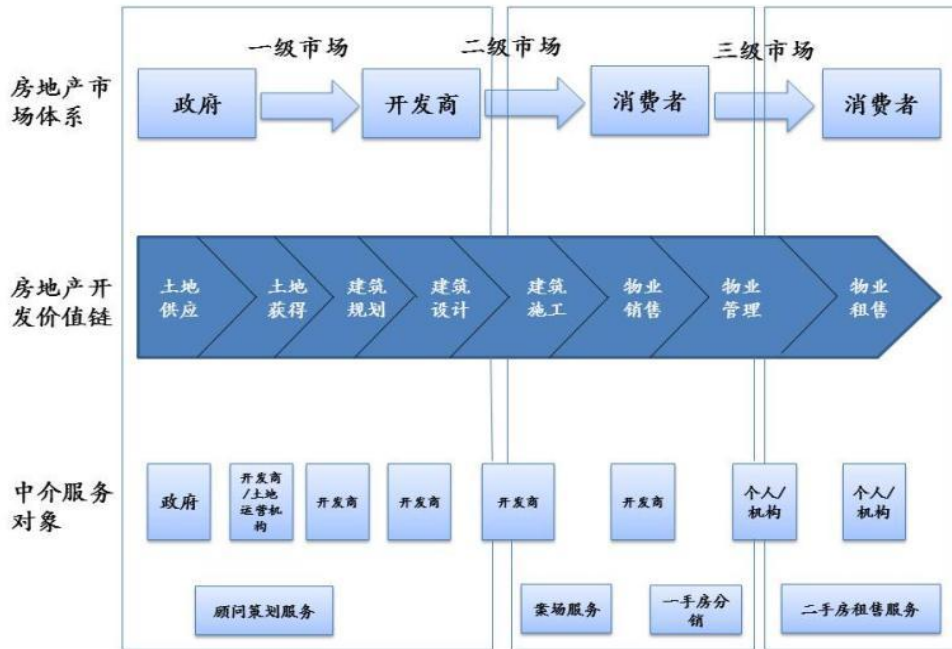 一级市场
二级市场
三级市场
房地产市
场体系
政府
开发商
消费者
消费者
房地产开
发价值链
土地
供应
土地
获得
建筑
规划
建筑
设计
建筑
施工
物业
销售
物业
管理
物业
租售
中介服务
对象
政府
开发商
/土地
运营机
构
开发商
开发商
开发商
开发商
个人/
机构
个人/
机构
顾问策划服务
案场服务
一手房分
销
二手房租售服务